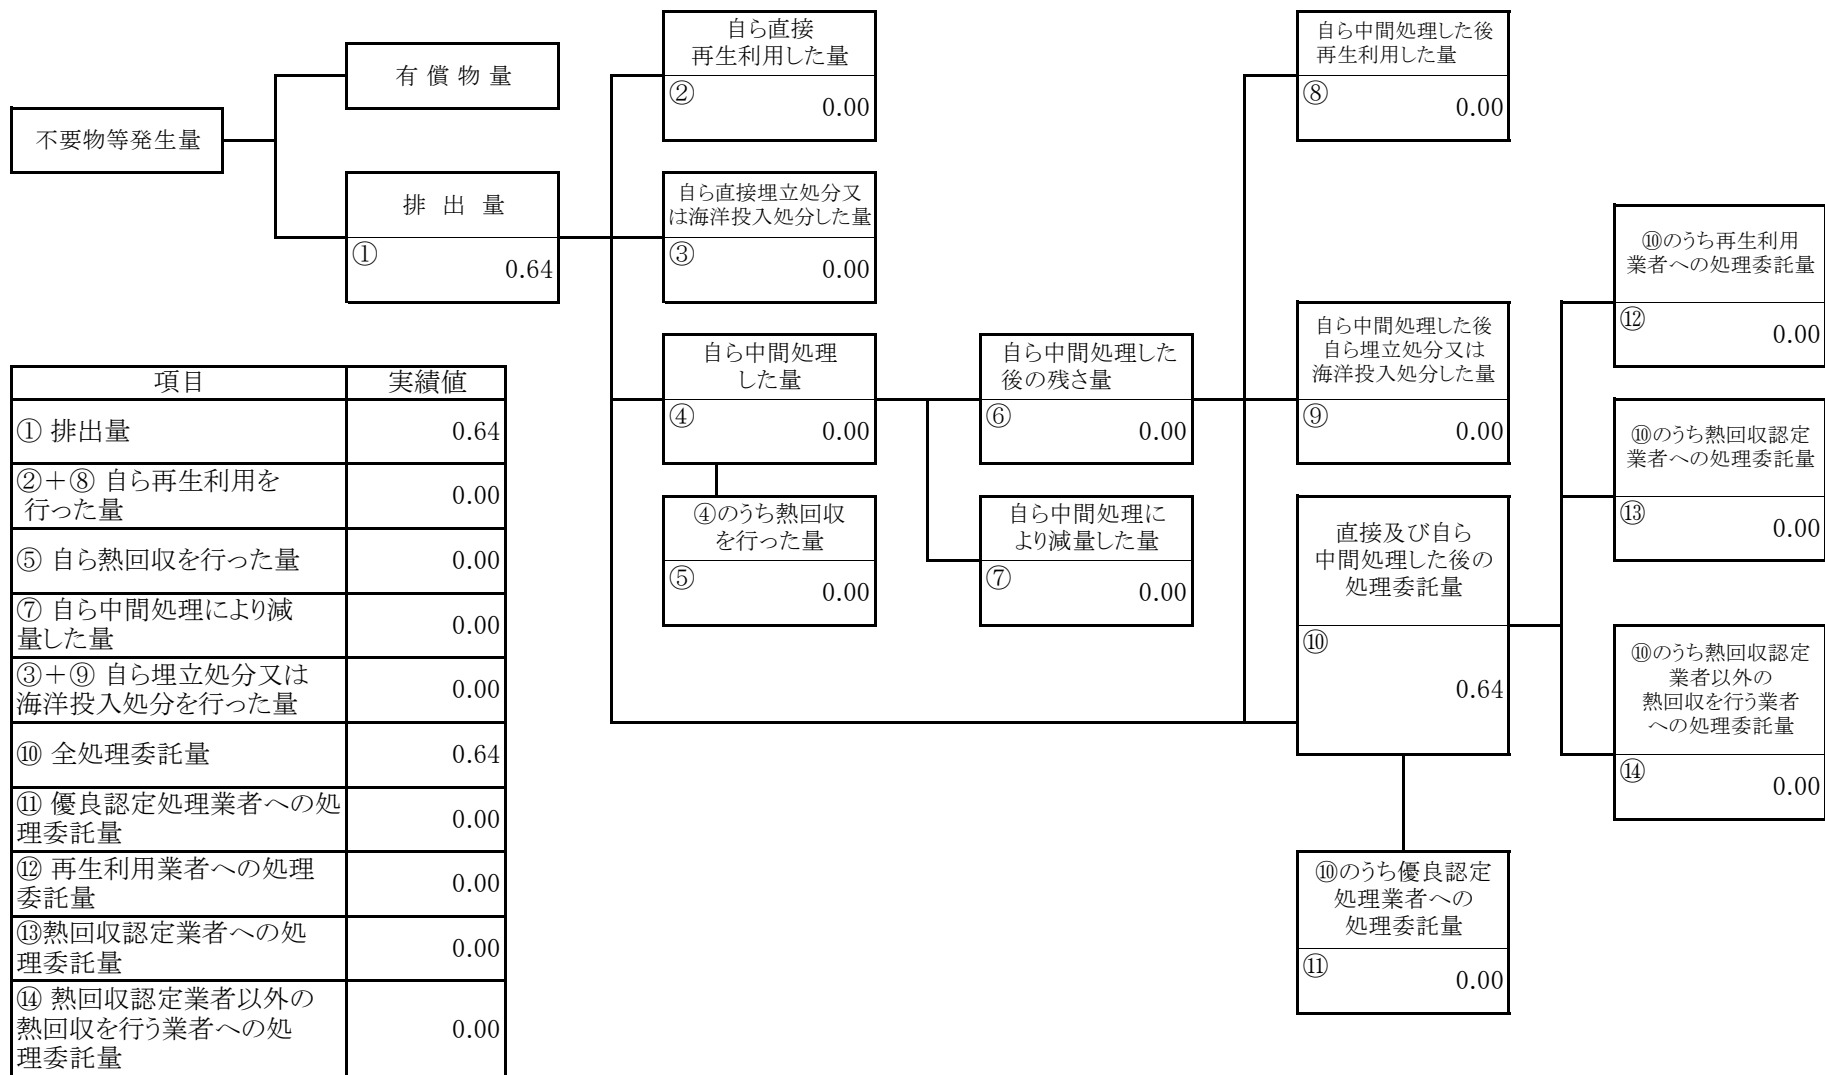 不要物等発生量
有 償 物 量
排 出 量
①
0.64
自ら直接
再生利用した量
②
0.00
自ら直接埋立処分又
は海洋投入処分した量
③
0.00
自ら中間処理
した量
④
0.00
④のうち熱回収
を行った量
⑤
0.00
自ら中間処理した
後の残さ量
⑥
0.00
自ら中間処理に
より減量した量
⑦
0.00
自ら中間処理した後
再生利用した量
⑧
0.00
自ら中間処理した後
自ら埋立処分又は
海洋投入処分した量
⑨
0.00
直接及び自ら
中間処理した後の
処理委託量
⑩
0.64
⑩のうち優良認定
処理業者への
処理委託量
⑪
0.00
⑩のうち再生利用
業者への処理委託量
⑫
0.00
⑩のうち熱回収認定
業者への処理委託量
⑬
0.00
⑩のうち熱回収認定
業者以外の
熱回収を行う業者
への処理委託量
⑭
0.00
項目 実績値
① 排出量 0.64
②＋⑧ 自ら再生利用を
行った量 0.00
⑤ 自ら熱回収を行った量 0.00
⑦ 自ら中間処理により減
量した量 0.00
③＋⑨ 自ら埋立処分又は
海洋投入処分を行った量 0.00
⑩ 全処理委託量 0.64
⑪ 優良認定処理業者への処
理委託量 0.00
⑫ 再生利用業者への処理
委託量 0.00
⑬熱回収認定業者への処
理委託量 0.00
⑭ 熱回収認定業者以外の
熱回収を行う業者への処
理委託量 0.00